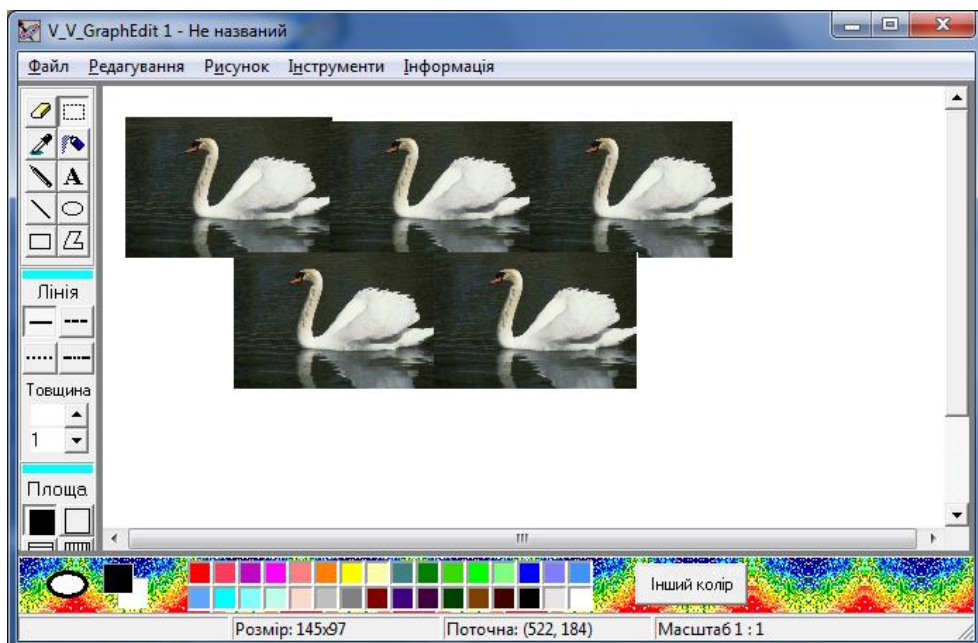 V_V_GraphEdit 1 - Не названий
Файл Редагування Рисунок Інструменти Інформація
A
Лінія
Товщина
1
Площа
Інший колір
Розмір: 145x97 Поточна: (522, 184) Масштаб 1 : 1